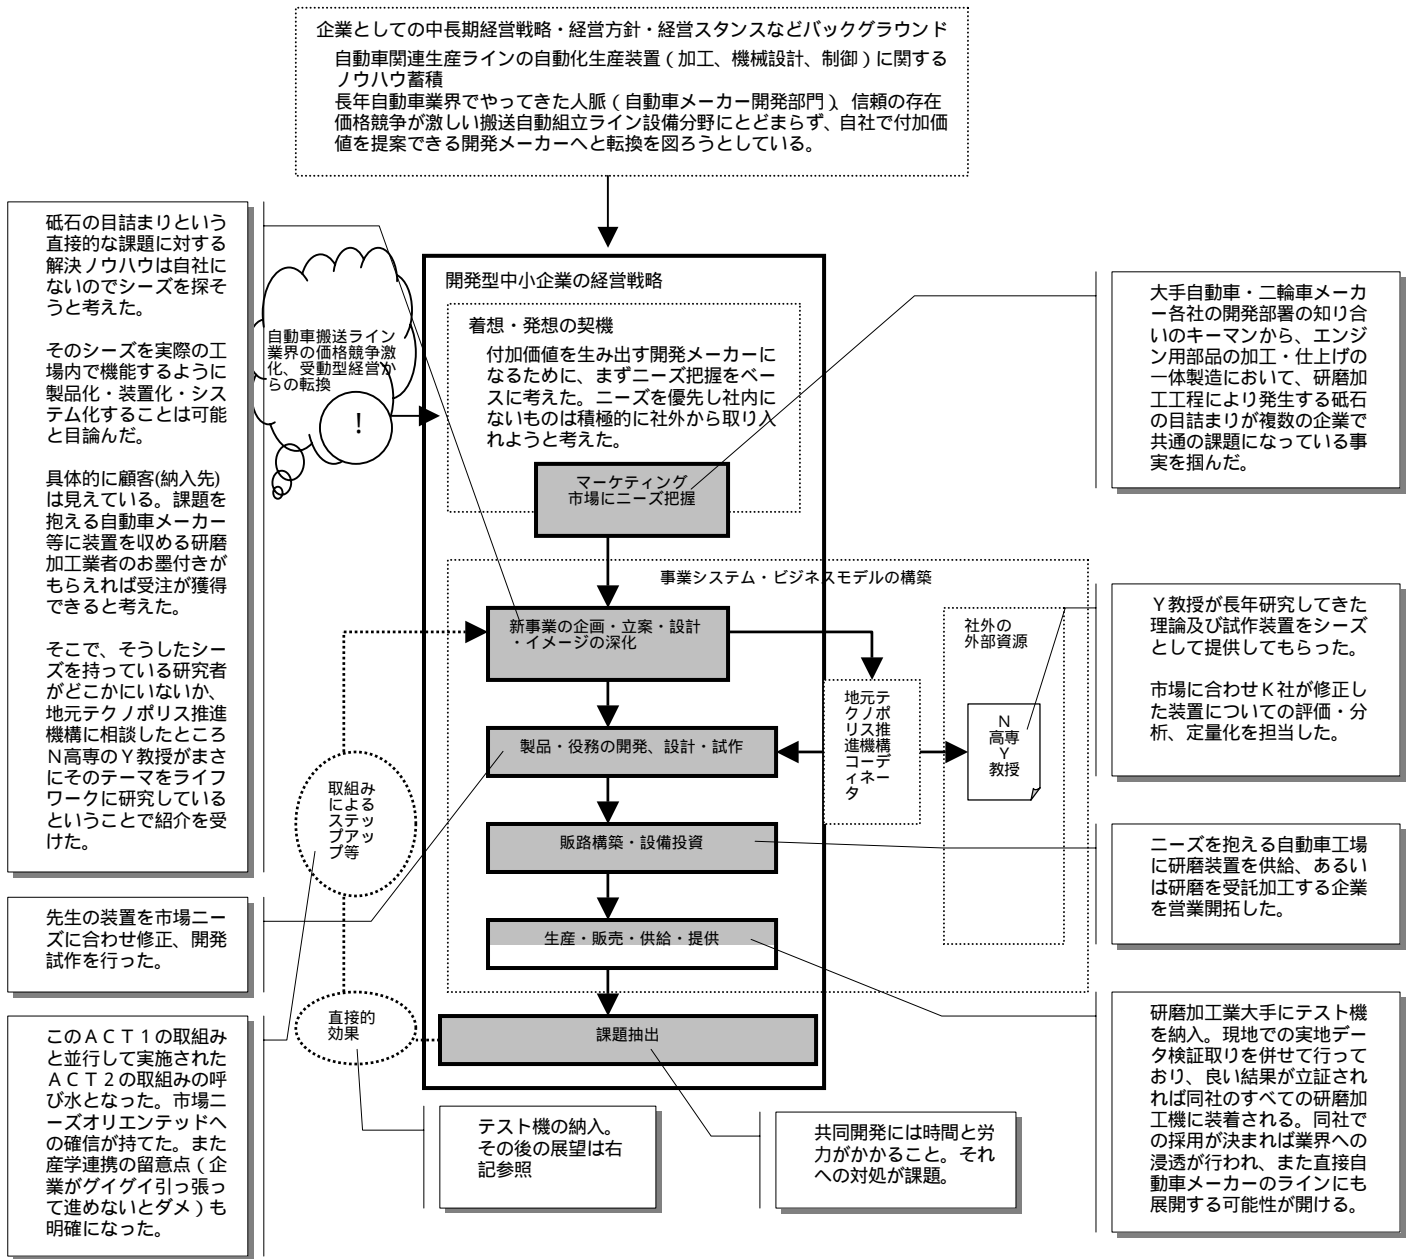 企業としての中長期経営戦略・経営方針・経営スタンスなどバックグラウンド
自動車関連生産ラインの自動化生産装置（加工、機械設計、制御）に関する
ノウハウ蓄積
長年自動車業界でやってきた人脈（自動車メーカー開発部門）、信頼の存在
価格競争が激しい搬送自動組立ライン設備分野にとどまらず、自社で付加価
値を提案できる開発メーカーへと転換を図ろうとしている。
砥石の目詰まりという
直接的な課題に対する
解決ノウハウは自社に
ないのでシーズを探そ
うと考えた。
そのシーズを実際の工
場内で機能するように
製品化・装置化・シス
テム化することは可能
と目論んだ。
具体的に顧客(納入先)
は見えている。課題を
抱える自動車メーカー
等に装置を収める研磨
加工業者のお墨付きが
もらえれば受注が獲得
できると考えた。
そこで、そうしたシー
ズを持っている研究者
がどこかにいないか、
地元テクノポリス推進
機構に相談したところ
Ｎ高専のＹ教授がまさ
にそのテーマをライフ
ワークに研究している
ということで紹介を受
けた。
自動車搬送ライン
業界の価格競争激
化、受動型経営か
らの転換
！
開発型中小企業の経営戦略
着想・発想の契機
付加価値を生み出す開発メーカーに
なるために、まずニーズ把握をベー
スに考えた。ニーズを優先し社内に
ないものは積極的に社外から取り入
れようと考えた。
マーケティング
市場にニーズ把握
大手自動車・二輪車メーカ
ー各社の開発部署の知り合
いのキーマンから、エンジ
ン用部品の加工・仕上げの
一体製造において、研磨加
工工程により発生する砥石
の目詰まりが複数の企業で
共通の課題になっている事
実を掴んだ。
事業システム・ビジネスモデルの構築
新事業の企画・立案・設計
・イメージの深化
社外の
外部資源
地元テ
クノポ
リス推
進機構
コーデ
ィネー
タ
Ｎ
高専
Ｙ
教授
Ｙ教授が長年研究してきた
理論及び試作装置をシーズ
として提供してもらった。
市場に合わせＫ社が修正し
た装置についての評価・分
析、定量化を担当した。
製品・役務の開発、設計・試作
取組み
による
ステッ
プアッ
プ等
販路構築・設備投資
ニーズを抱える自動車工場
に研磨装置を供給、あるい
は研磨を受託加工する企業
を営業開拓した。
先生の装置を市場ニー
ズに合わせ修正、開発
試作を行った。
生産・販売・供給・提供
直接的
効果
課題抽出
このＡＣＴ１の取組み
と並行して実施された
ＡＣＴ２の取組みの呼
び水となった。市場ニ
ーズオリエンテッドへ
の確信が持てた。また
産学連携の留意点（企
業がグイグイ引っ張っ
て進めないとダメ）も
明確になった。
テスト機の納入。
その後の展望は右
記参照
共同開発には時間と労
力がかかること。それ
への対処が課題。
研磨加工業大手にテスト機
を納入。現地での実地デー
タ検証取りを併せて行って
おり、良い結果が立証され
れば同社のすべての研磨加
工機に装着される。同社で
の採用が決まれば業界への
浸透が行われ、また直接自
動車メーカーのラインにも
展開する可能性が開ける。